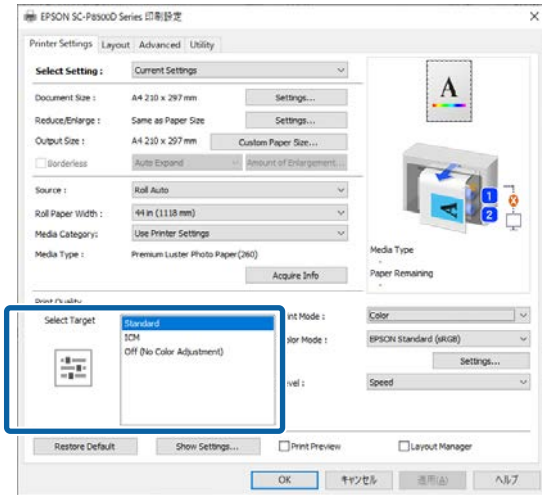 EPSON SC-P8500D Series 印刷設定
Printer Settings Layout Advanced Utility
Select Setting : Current Settings
Document Size : A4 210 x 297 mm Settings...
Reduce/Enlarge : Same as Paper Size Settings...
Output Size : A4 210 x 297 mm Custom Paper Size...
Borderless Auto Expand Amount of Enlargement...
Source : Roll Auto
Roll Paper Width : 44 in (1118 mm)
Media Category: Use Printer Settings
Media Type : Premium Luster Photo Paper(260)
Acquire Info
A
A
1
2
Media Type
-
Paper Remaining
-
Print Quality
Select Target Standard
ICM
Off (No Color Adjustment)
int Mode : Color
olor Mode : EPSON Standard (sRGB)
Settings...
evel : Speed
Restore Default Show Settings... Print Preview Layout Manager
OK キャンセル 適用(A) ヘルプ